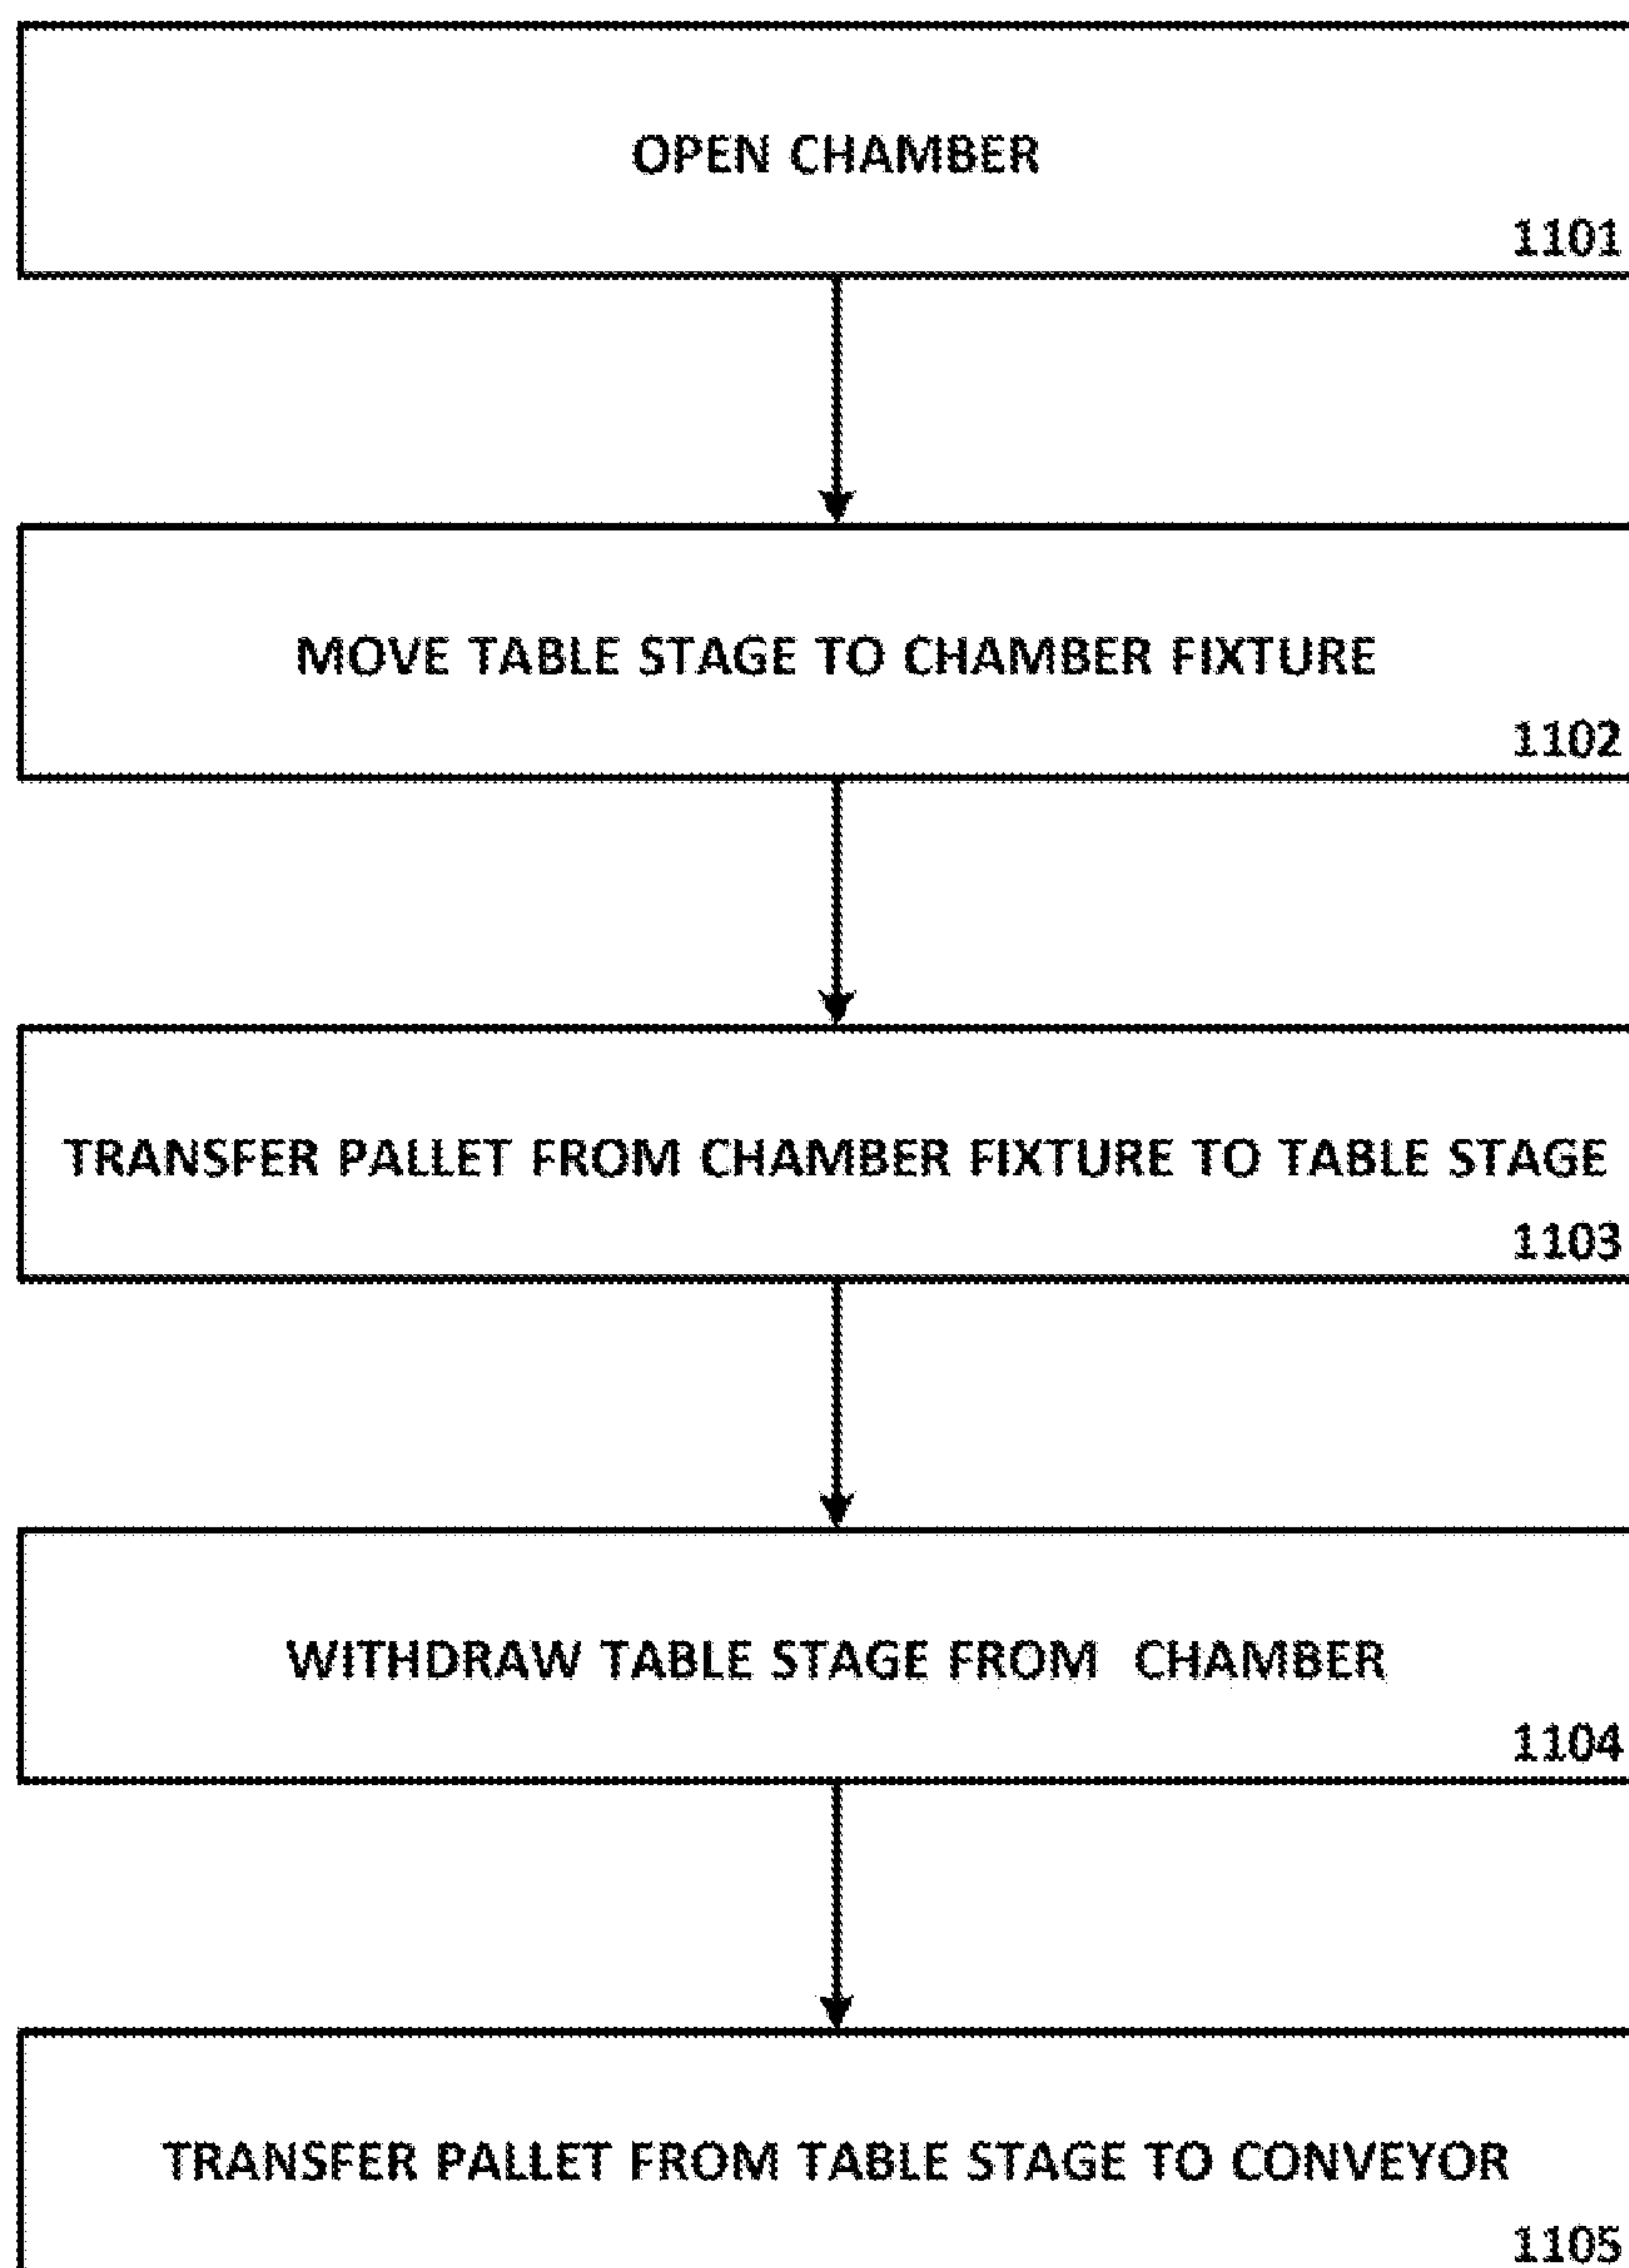 OPEN CHAMBER
1101
MOVE TABLE STAGE TO CHAMBER FIXTURE
1102
TRANSFER PALLET FROM CHAMBER FIXTURE TO TABLE STAGE
1103
WITHDRAW TABLE STAGE FROM CHAMBER
1104
TRANSFER PALLET FROM TABLE STAGE TO CONVEYOR
1105